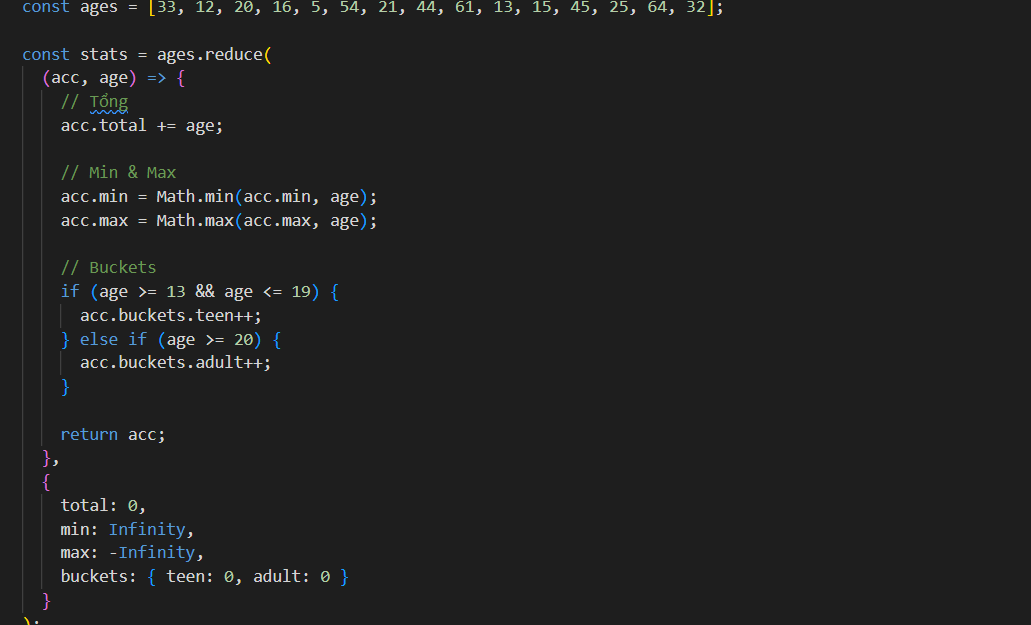 const ages = [33, 12, 20, 16, 5, 54, 21, 44, 61, 13, 15, 45, 25, 64, 32];
const stats = ages.reduce(
(acc, age) => {
// Tổng
acc.total += age;
// Min & Max
acc.min = Math.min(acc.min, age);
acc.max = Math.max(acc.max, age);
// Buckets
if (age >= 13 && age <= 19) {
acc.buckets.teen++;
} else if (age >= 20) {
acc.buckets.adult++;
}
return acc;
},
{
total: 0,
min: Infinity,
max: -Infinity,
buckets: { teen: 0, adult: 0 }
}
);